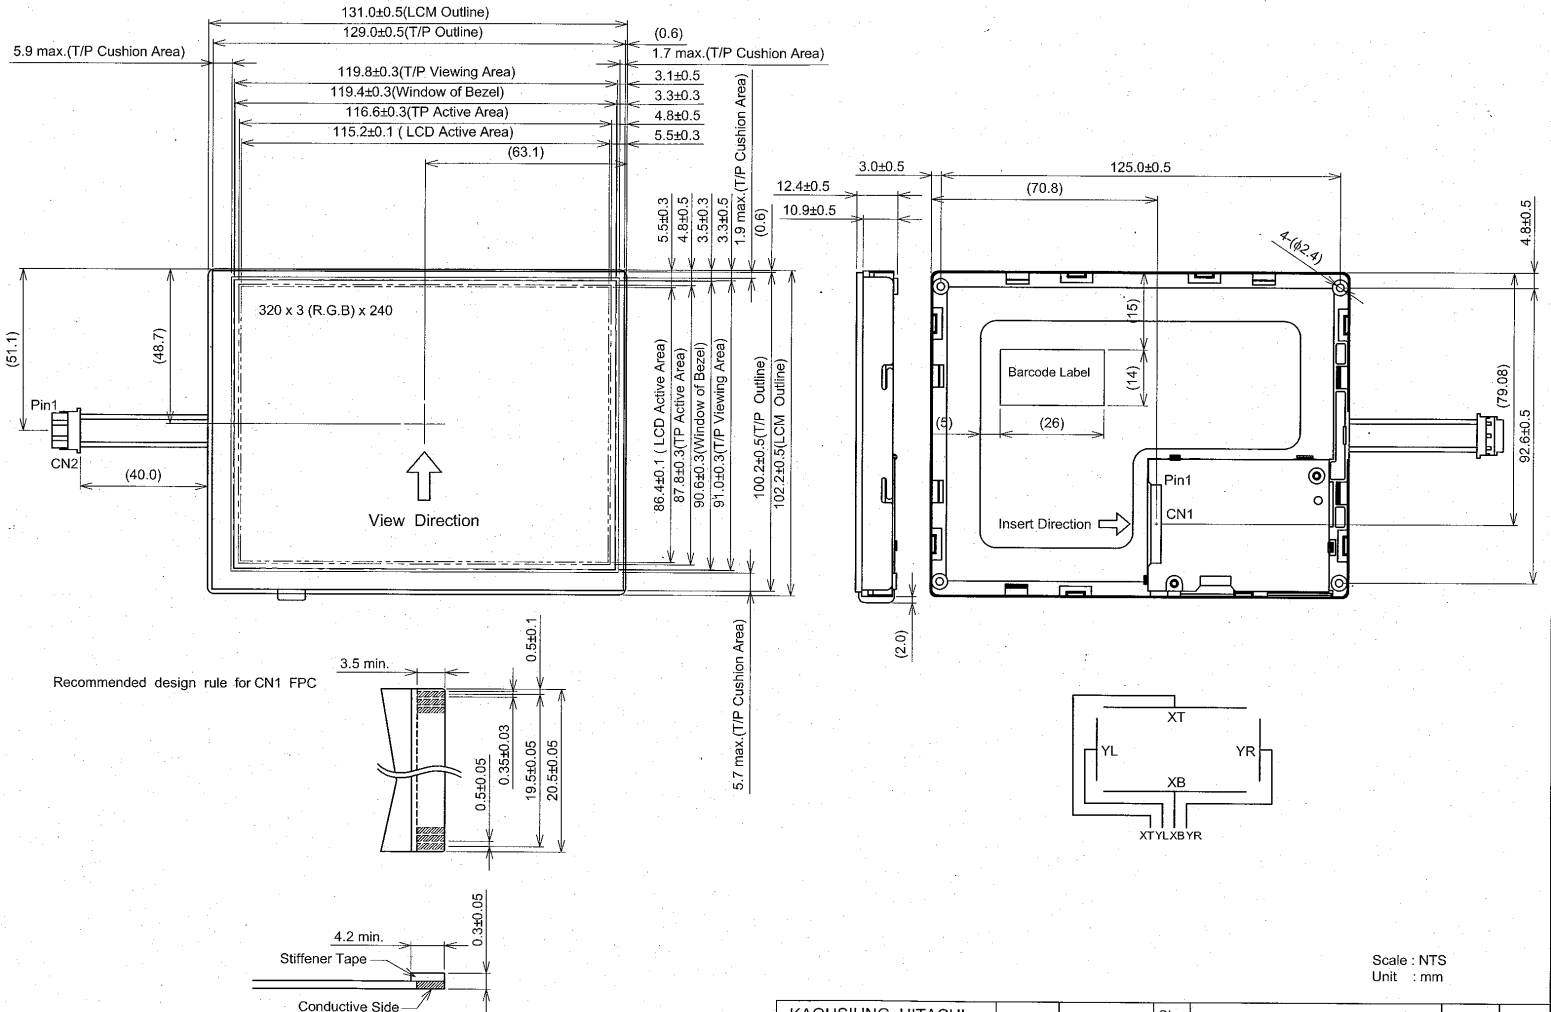 131.0±0.5(LCM Outline)
129.0±0.5(T/P Outline)
(0.6)
5.9 max.(T/P Cushion Area)
1.7 max.(T/P Cushion Area)
119.8±0.3(T/P Viewing Area)
3.1±0.5
119.4±0.3(Window of Bezel)
3.3±0.3
116.6±0.3(TP Active Area)
4.8±0.5
115.2±0.1 ( LCD Active Area)
5.5±0.3
(63.1)
5.5±0.3
4.8±0.5
3.5±0.3
3.3±0.5
1.9 max.(T/P Cushion Area)
(0.6)
320 x 3 (R.G.B) x 240
(51.1)
(48.7)
Pin1
CN2
(40.0)
View Direction
86.4±0.1 ( LCD Active Area)
87.8±0.3(TP Active Area)
90.6±0.3(Window of Bezel)
91.0±0.3(T/P Viewing Area)
100.2±0.5(T/P Outline)
102.2±0.5(LCM Outline)
5.7 max.(T/P Cushion Area)
3.0±0.5
125.0±0.5
12.4±0.5
(70.8)
10.9±0.5
4-(ϕ2.4)
4.8±0.5
(15)
Barcode Label
(14)
(5)
(26)
(79.08)
92.6±0.5
Pin1
CN1
Insert Direction
(2.0)
Recommended design rule for CN1 FPC
3.5 min.
0.5±0.1
0.5±0.05
0.35±0.03
19.5±0.05
20.5±0.05
4.2 min.
0.3±0.05
Stiffener Tape
Conductive Side
XT
YL
YR
XB
XTYLXBYR
Scale : NTS
Unit : mm